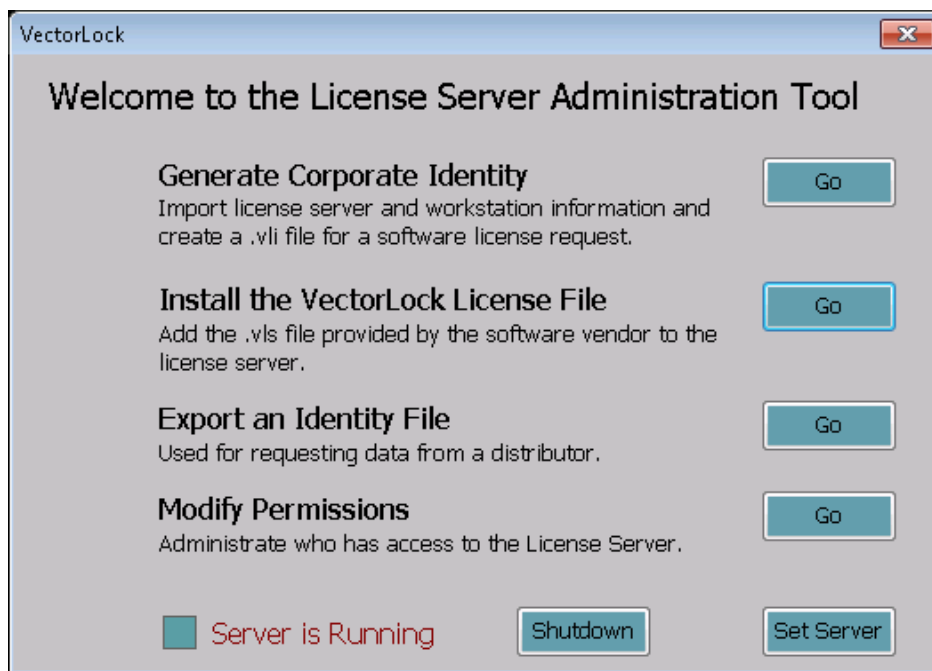 VectorLock
Welcome to the License Server Administration Tool
Generate Corporate Identity
Go
Import license server and workstation information and
create a .vli file for a software license request.
Install the VectorLock License File
Go
Add the .vls file provided by the software vendor to the
license server.
Export an Identity File
Go
Used for requesting data from a distributor.
Modify Permissions
Go
Administrate who has access to the License Server.
Server is Running
Shutdown
Set Server